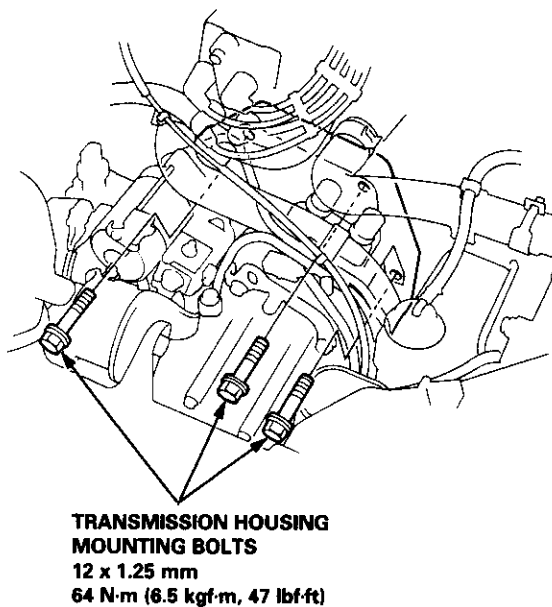 TRANSMISSION HOUSING
MOUNTING BOLTS
12 x 1.25 mm
64 N·m (6.5 kgf·m, 47 lbf·ft)